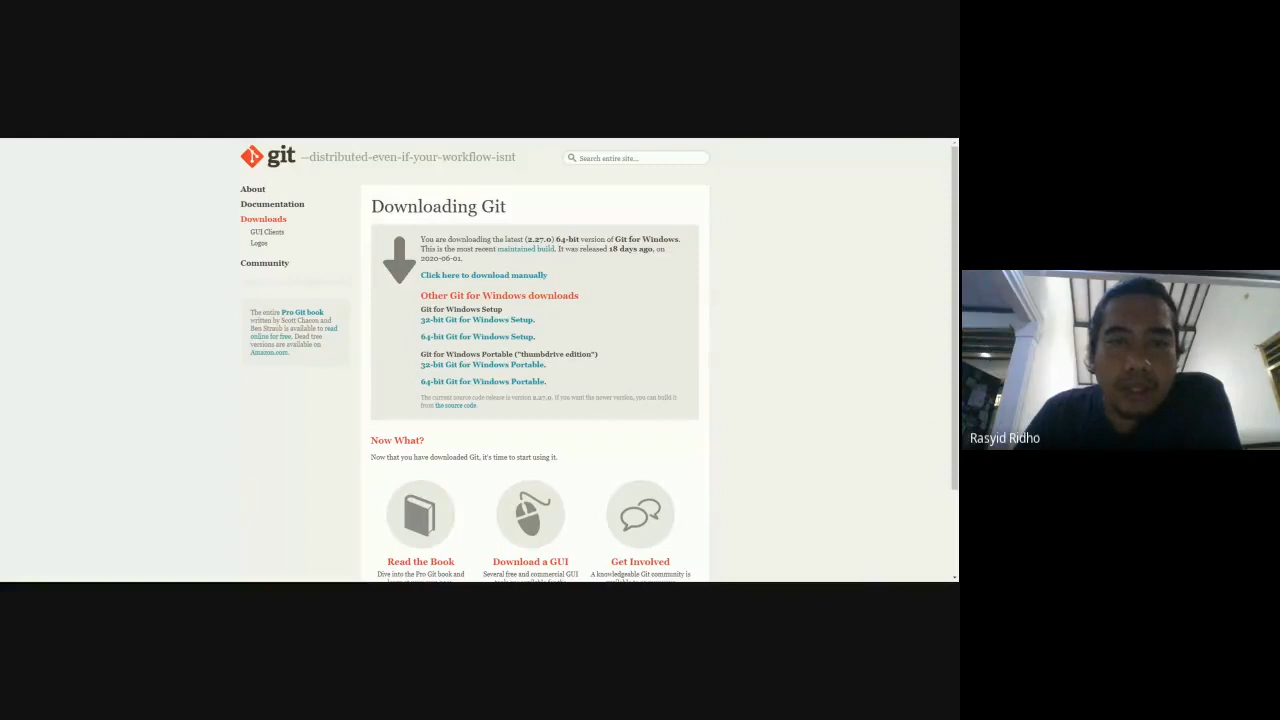 git --distributed-even-if-your-workflow-isnt
Search entire site...
About
Documentation
Downloads
GUI Clients
Logos
Community
The entire Pro Git book
written by Scott Chacon and
Ben Straub is available to read
online for free. Dead tree
versions are available on
Amazon.com.
Downloading Git
You are downloading the latest (2.27.0) 64-bit version of Git for Windows.
This is the most recent maintained build. It was released 18 days ago, on
2020-06-01.
Click here to download manually
Other Git for Windows downloads
Git for Windows Setup
32-bit Git for Windows Setup.
64-bit Git for Windows Setup.
Git for Windows Portable ("thumbdrive edition")
32-bit Git for Windows Portable.
64-bit Git for Windows Portable.
The current source code release is version 2.27.0. If you want the newer version, you can build it
from the source code.
Now What?
Now that you have downloaded Git, it's time to start using it.
Read the Book
Dive into the Pro Git book and
Download a GUI
Several free and commercial GUI
Get Involved
A knowledgeable Git community is
Rasyid Ridho